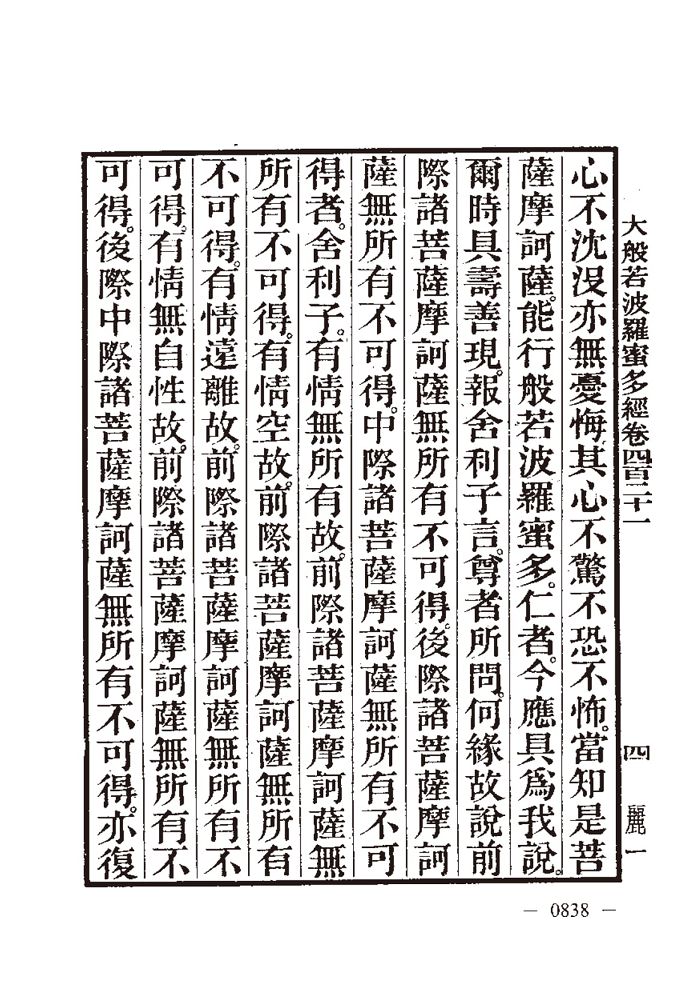 大般若波羅蜜多經卷四百二十一　四　麗一
心不沈沒亦無憂悔其心不驚不恐不怖。當知是菩
薩摩訶薩。能行般若波羅蜜多。仁者。今應具爲我說。
爾時具壽善現。報舍利子言。尊者所問。何緣故說前
際諸菩薩摩訶薩無所有不可得。後際諸菩薩摩訶
薩無所有不可得。中際諸菩薩摩訶薩無所有不可
得者。舍利子。有情無所有故。前際諸菩薩摩訶薩無
所有不可得。有情空故。前際諸菩薩摩訶薩無所有
不可得。有情遠離故。前際諸菩薩摩訶薩無所有不
可得。有情無自性故。前際諸菩薩摩訶薩無所有不
可得。後際中際諸菩薩摩訶薩無所有不可得。亦復
— 0838 —